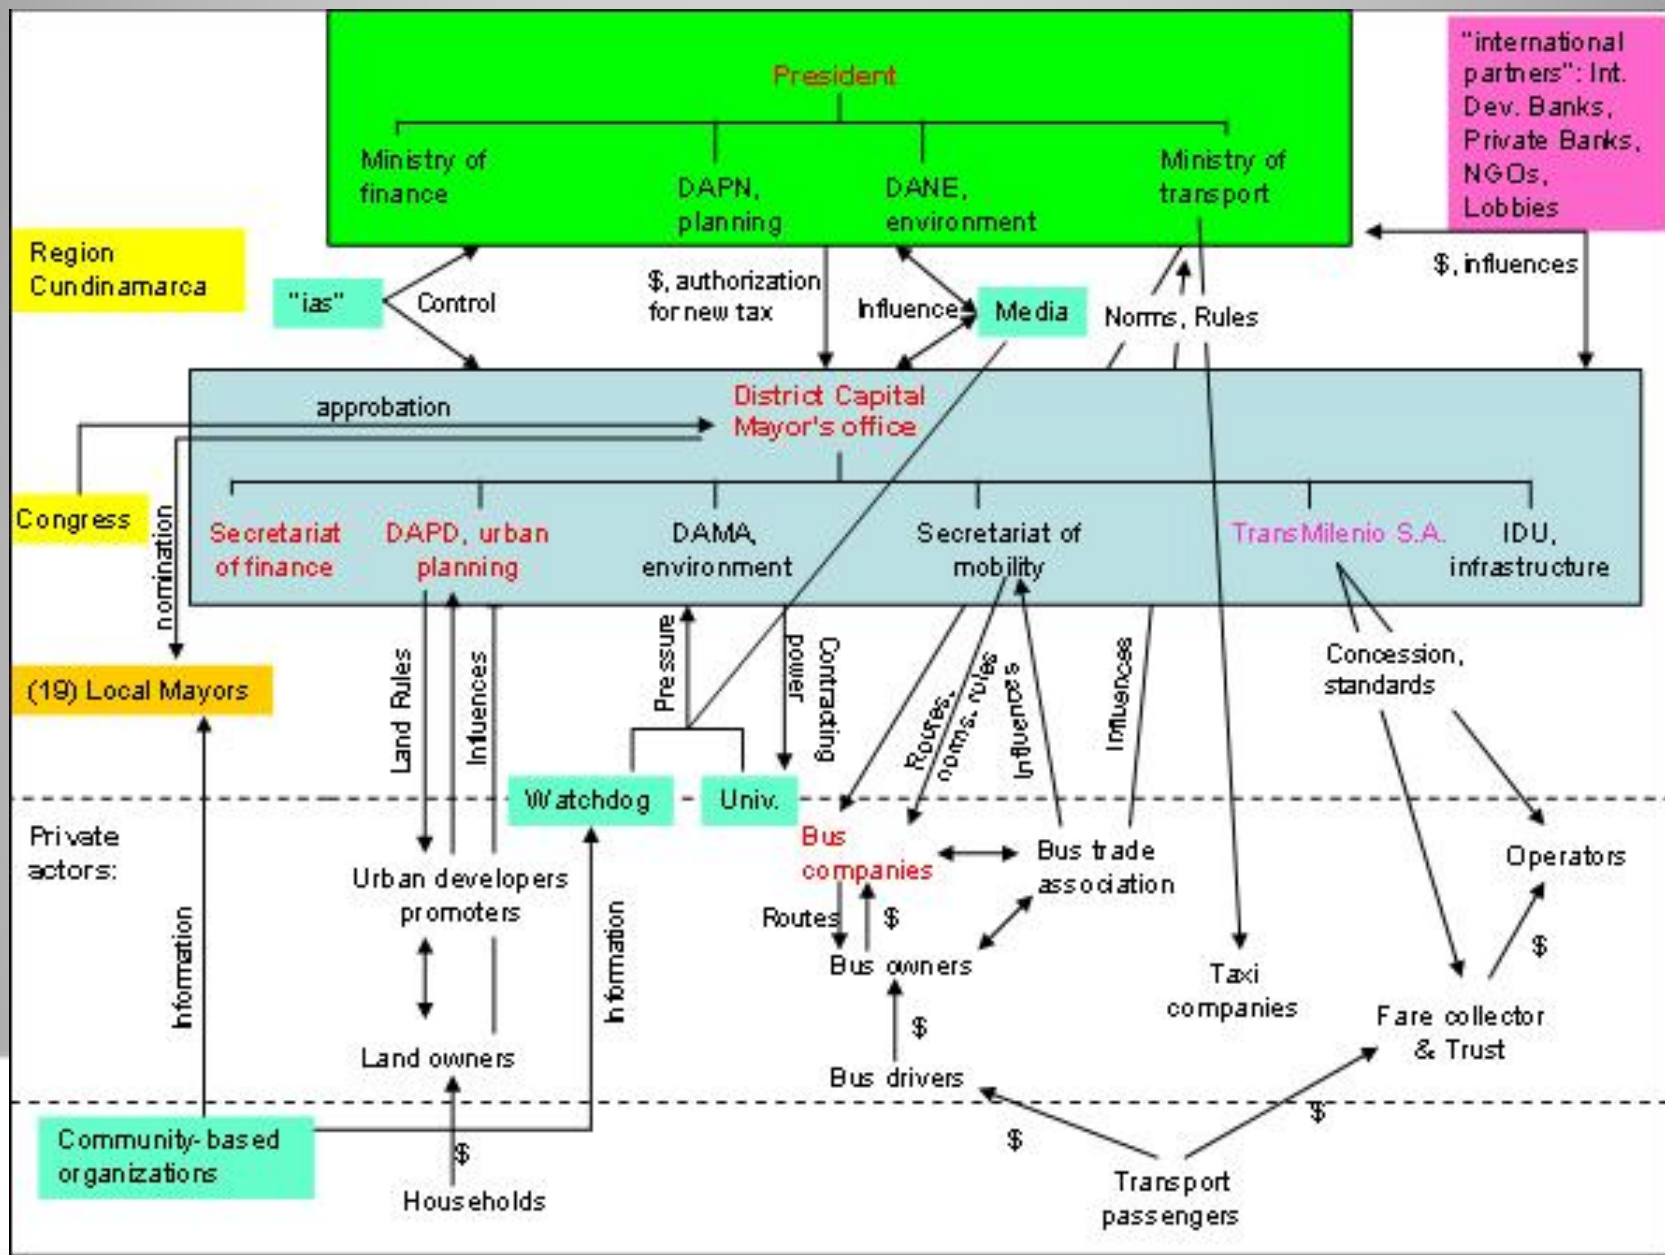 President
Ministry of
finance
DAPN,
planning
DANE,
environment
Ministry of
transport
"international
partners": Int.
Dev. Banks,
Private Banks,
NGOs,
Lobbies
Region
Cundinamarca
"ias"
Control
$, authorization
for new tax
Influence
Media
Norms, Rules
$, influences
approbation
District Capital
Mayor's office
Congress
nomination
Secretariat
of finance
DAPD, urban
planning
DAMA,
environment
Secretariat of
mobility
TransMilenio S.A.
IDU,
infrastructure
(19) Local Mayors
Land Rules
Influences
Pressure
Contracting
power
Routes,
norms, rules
Influences
Influences
Concession,
standards
Watchdog
Univ.
Private
actors:
Urban developers
promoters
Bus
companies
Bus trade
association
Operators
Information
Information
Routes
$
Bus owners
Taxi
companies
$
Fare collector
& Trust
$
Land owners
Bus drivers
Community-based
organizations
$
Households
$
$
Transport
passengers